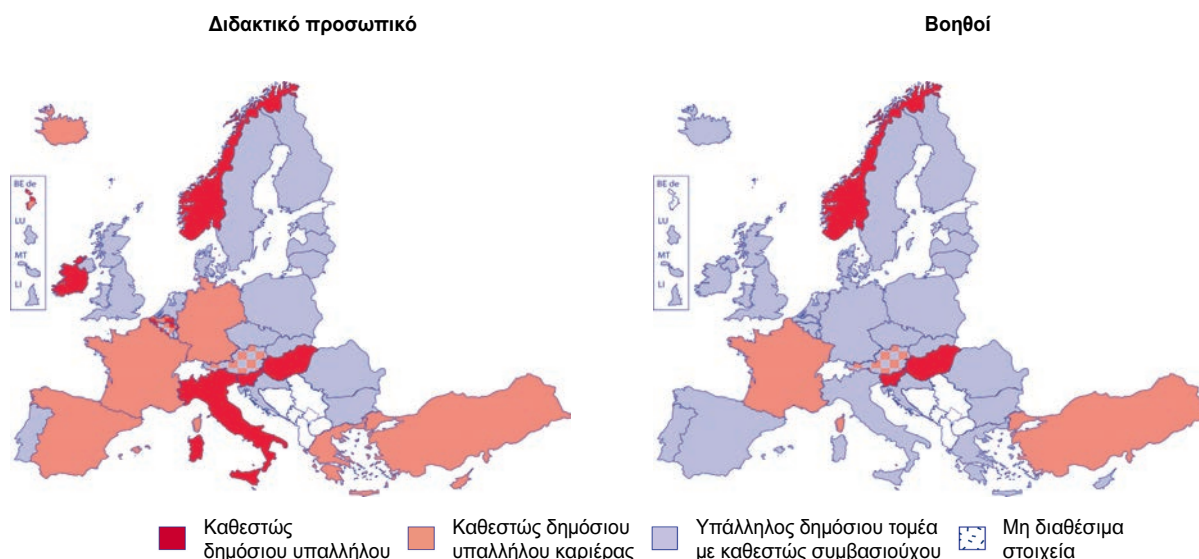 Διδακτικό προσωπικό
Βοηθοί
BE de
LU
MT
LI
BE de
LU
MT
LI
Καθεστώς
δημόσιου υπαλλήλου
Καθεστώς δημόσιου
υπαλλήλου καριέρας
Υπάλληλος δημόσιου τομέα
με καθεστώς συμβασιούχου
Μη διαθέσιμα
στοιχεία